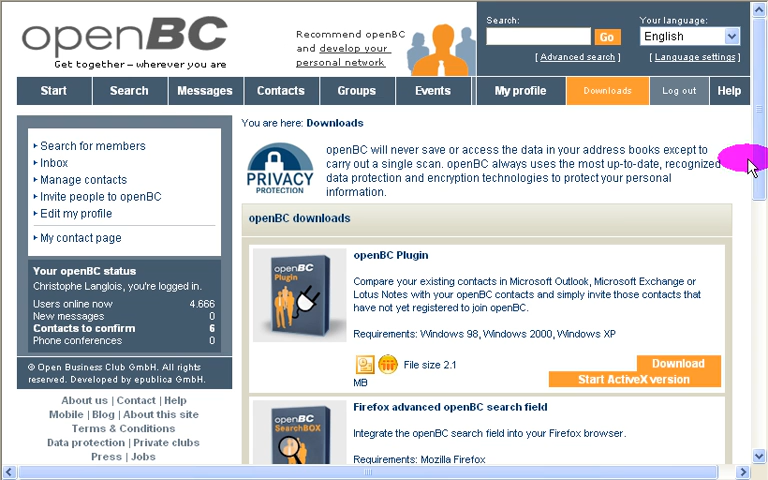 openBC
Get together – wherever you are
Recommend openBC
and develop your
personal network
Search:
Go
[ Advanced search ]
Your language:
English
[ Language settings ]
Start
Search
Messages
Contacts
Groups
Events
My profile
Downloads
Log out
Help
Search for members
Inbox
Manage contacts
Invite people to openBC
Edit my profile
My contact page
Your openBC status
Christophe Langlois, you're logged in.
Users online now 4.666
New messages 0
Contacts to confirm 6
Phone conferences 0
© Open Business Club GmbH. All rights
reserved. Developed by epublica GmbH.
About us | Contact | Help
Mobile | Blog | About this site
Terms & Conditions
Data protection | Private clubs
Press | Jobs
You are here: Downloads
PRIVACY
PROTECTION
openBC will never save or access the data in your address books except to
carry out a single scan. openBC always uses the most up-to-date, recognized
data protection and encryption technologies to protect your personal
information.
openBC downloads
openBC
Plugin
openBC Plugin
Compare your existing contacts in Microsoft Outlook, Microsoft Exchange or
Lotus Notes with your openBC contacts and simply invite those contacts that
have not yet registered to join openBC.
Requirements: Windows 98, Windows 2000, Windows XP
File size 2.1
MB
Download
Start ActiveX version
openBC
SearchBOX
Firefox advanced openBC search field
Integrate the openBC search field into your Firefox browser.
Requirements: Mozilla Firefox